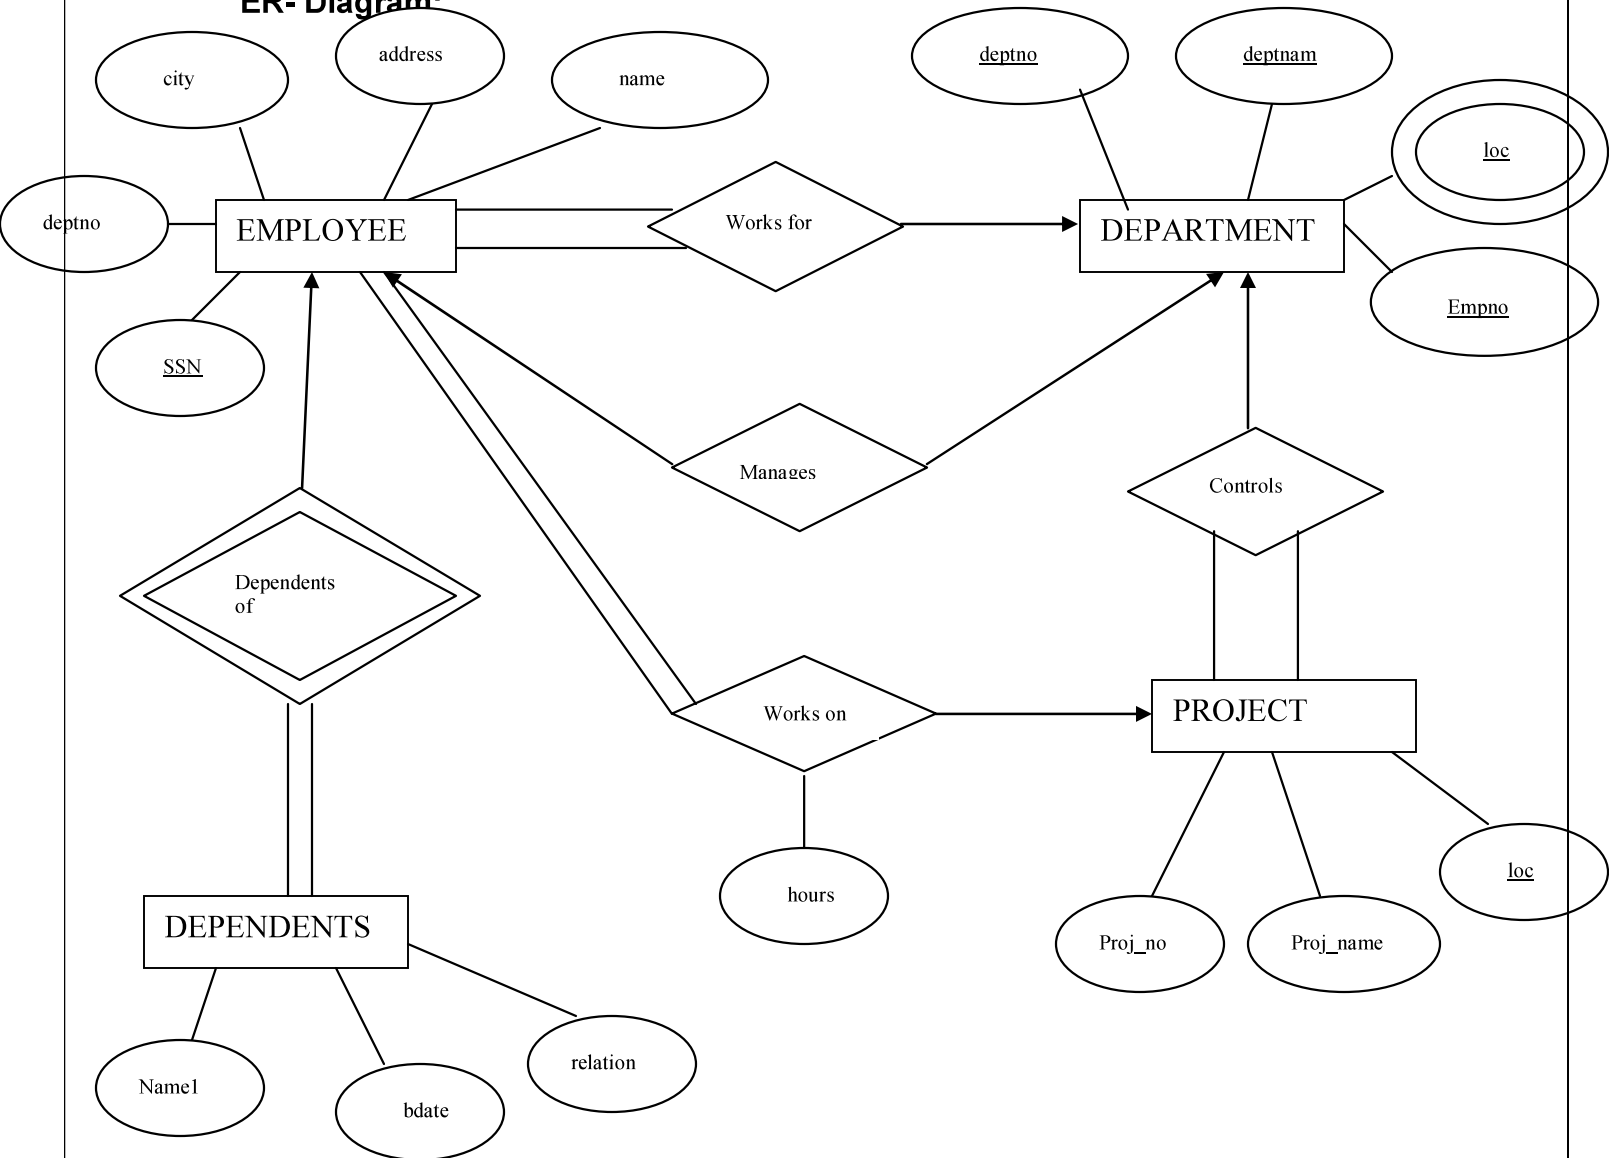 ER- Diagram:
address
deptno
deptnam
city
name
loc
deptno
EMPLOYEE
Works for
DEPARTMENT
Empno
SSN
Manages
Controls
Dependents
of
Works on
PROJECT
loc
hours
DEPENDENTS
Proj_no
Proj_name
relation
Name1
bdate